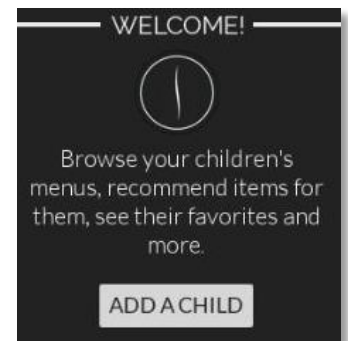 WELCOME!
Browse your children's
menus, recommend items for
them, see their favorites and
more.
ADD A CHILD